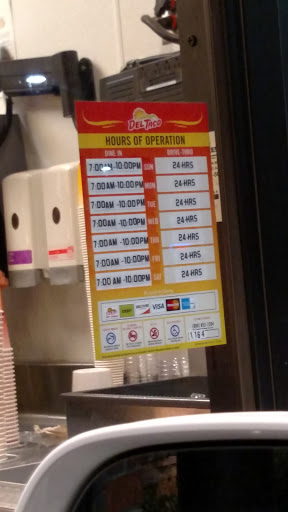 DEL TACO
HOURS OF OPERATION
DINE IN DRIVE-THRU
7:00AM-10:00PM SUN 24-HRS
7:00AM-10:00PM MON 24-HRS
7:00AM-10:00PM TUE 24-HRS
7:00AM-10:00PM WED 24-HRS
7:00AM-10:00PM THU 24-HRS
7:00AM-10:00PM FRI 24-HRS
7:00AM-10:00PM SAT 24-HRS
DISCOVER VISA